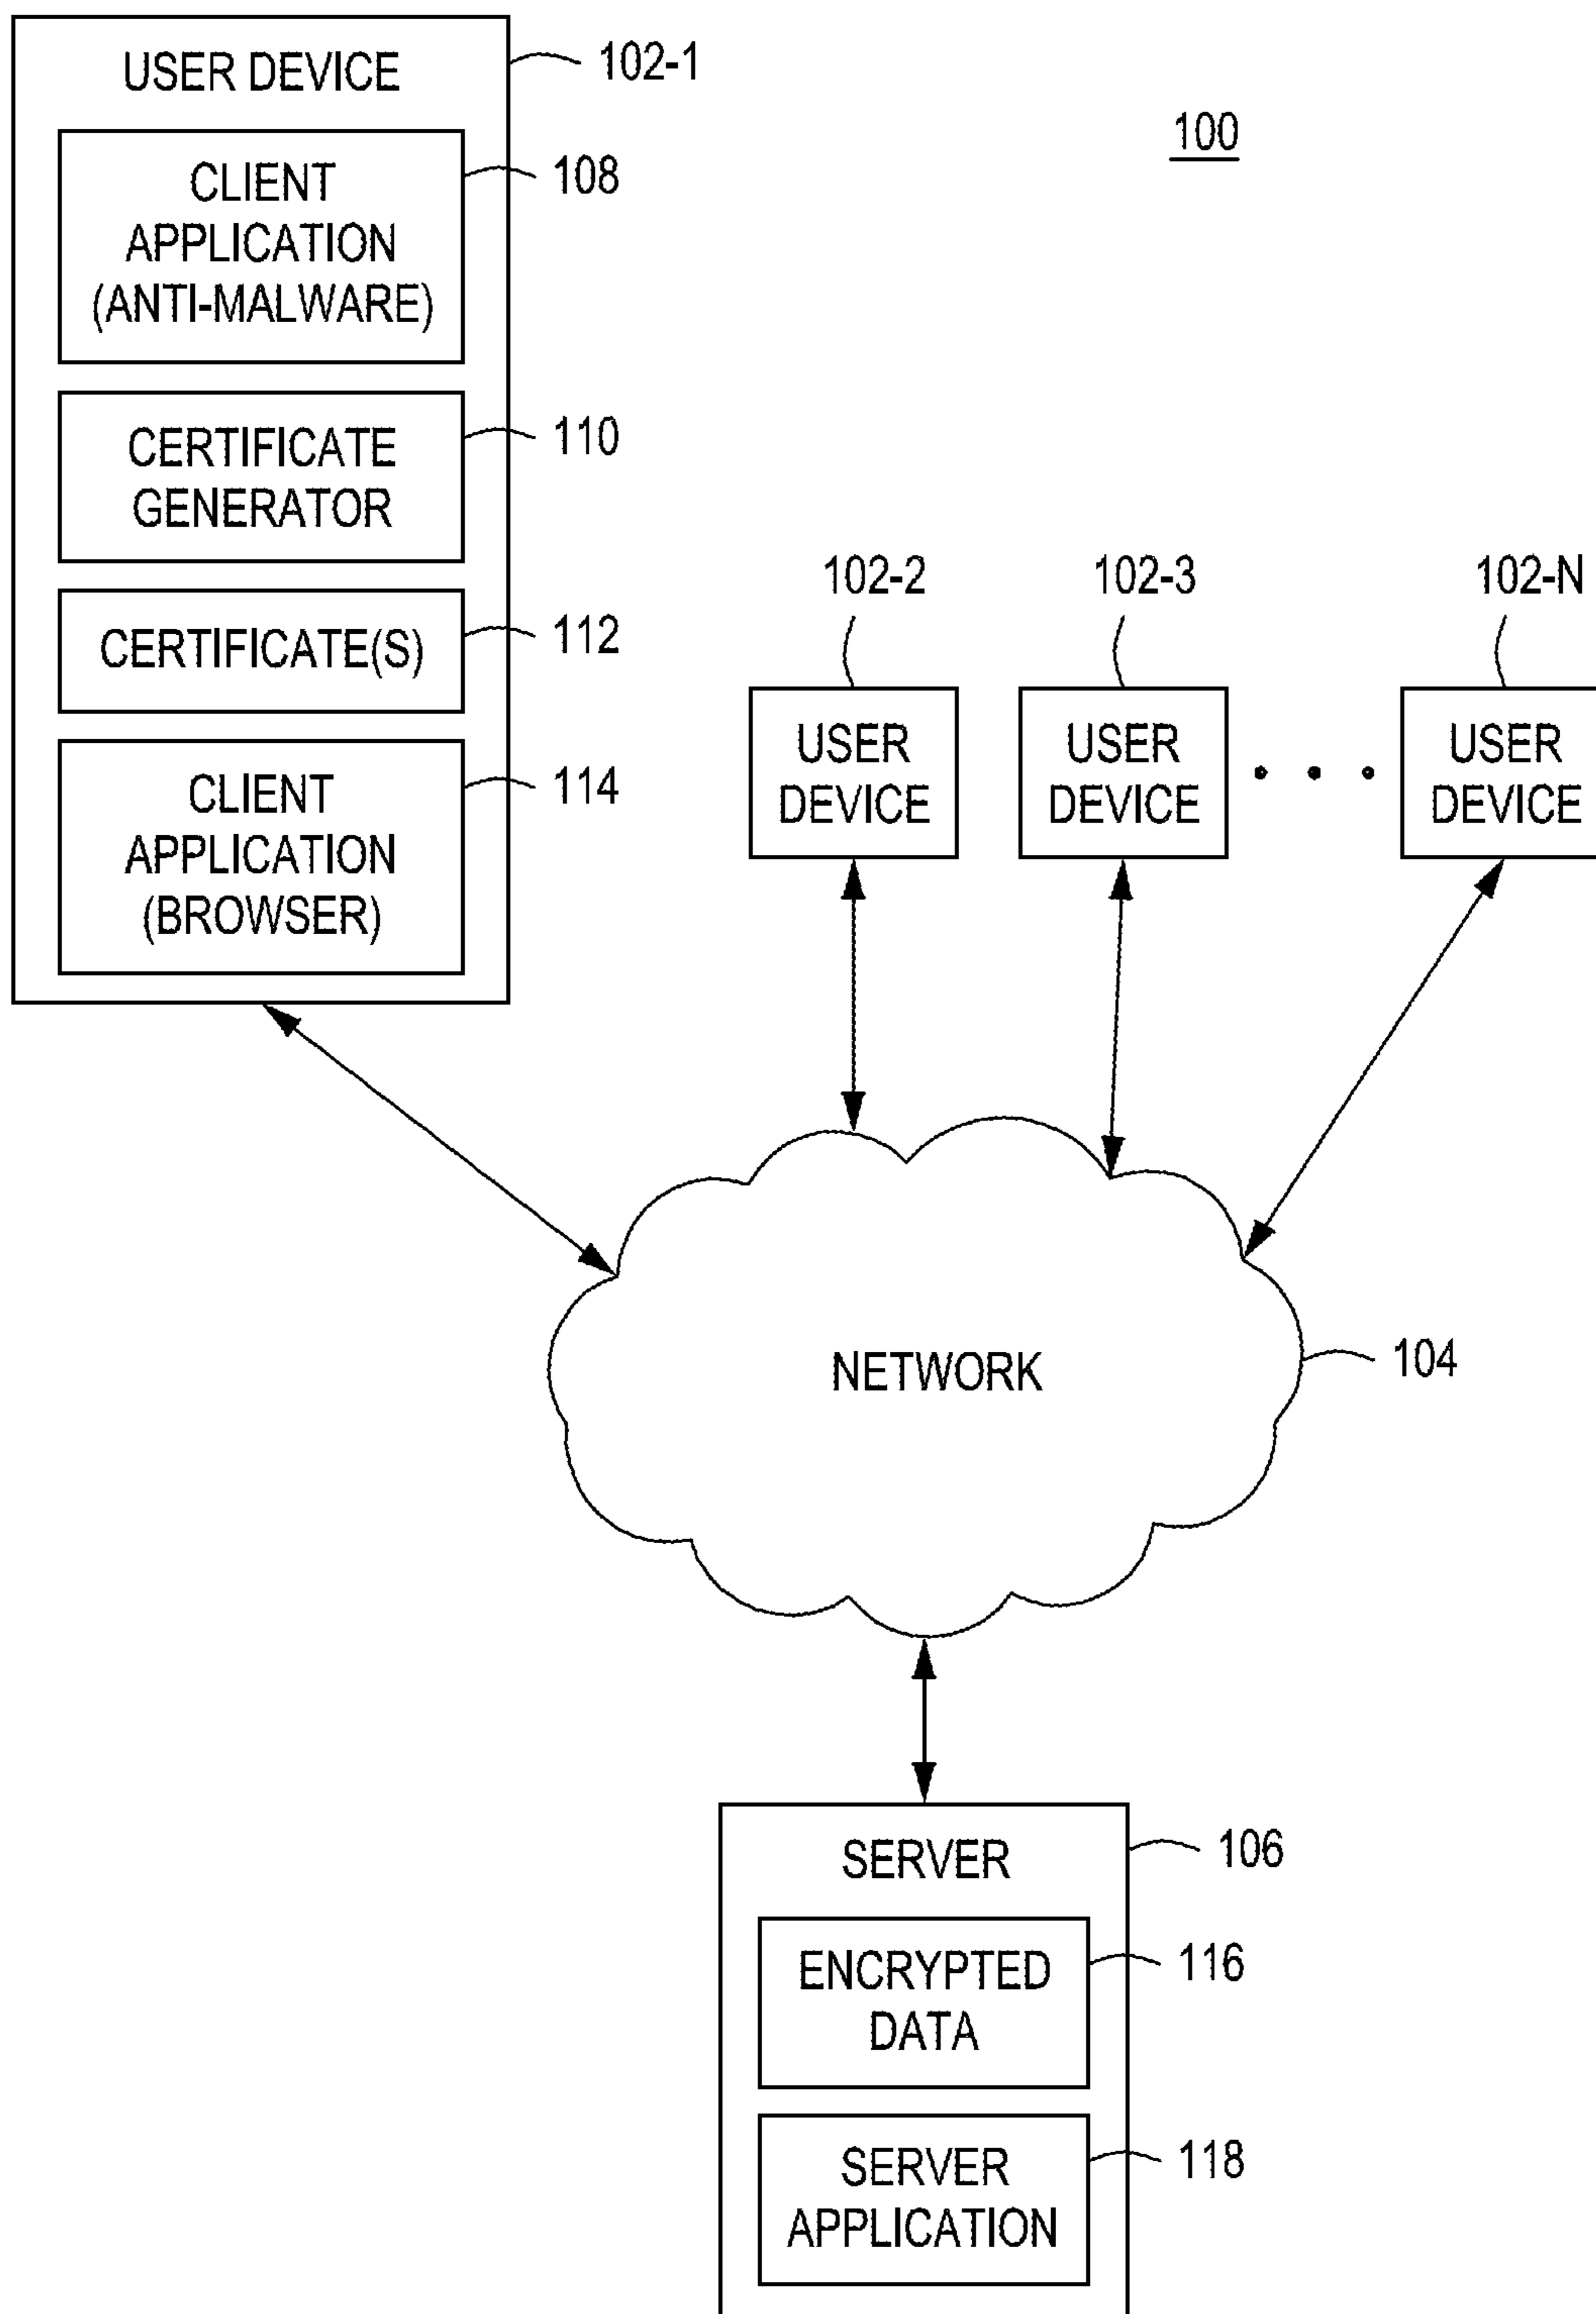 USER DEVICE
102-1
100
CLIENT
APPLICATION
(ANTI-MALWARE)
108
CERTIFICATE
GENERATOR
110
CERTIFICATE(S)
112
CLIENT
APPLICATION
(BROWSER)
114
102-2
102-3
102-N
USER
DEVICE
USER
DEVICE
USER
DEVICE
NETWORK
104
SERVER
106
ENCRYPTED
DATA
116
SERVER
APPLICATION
118